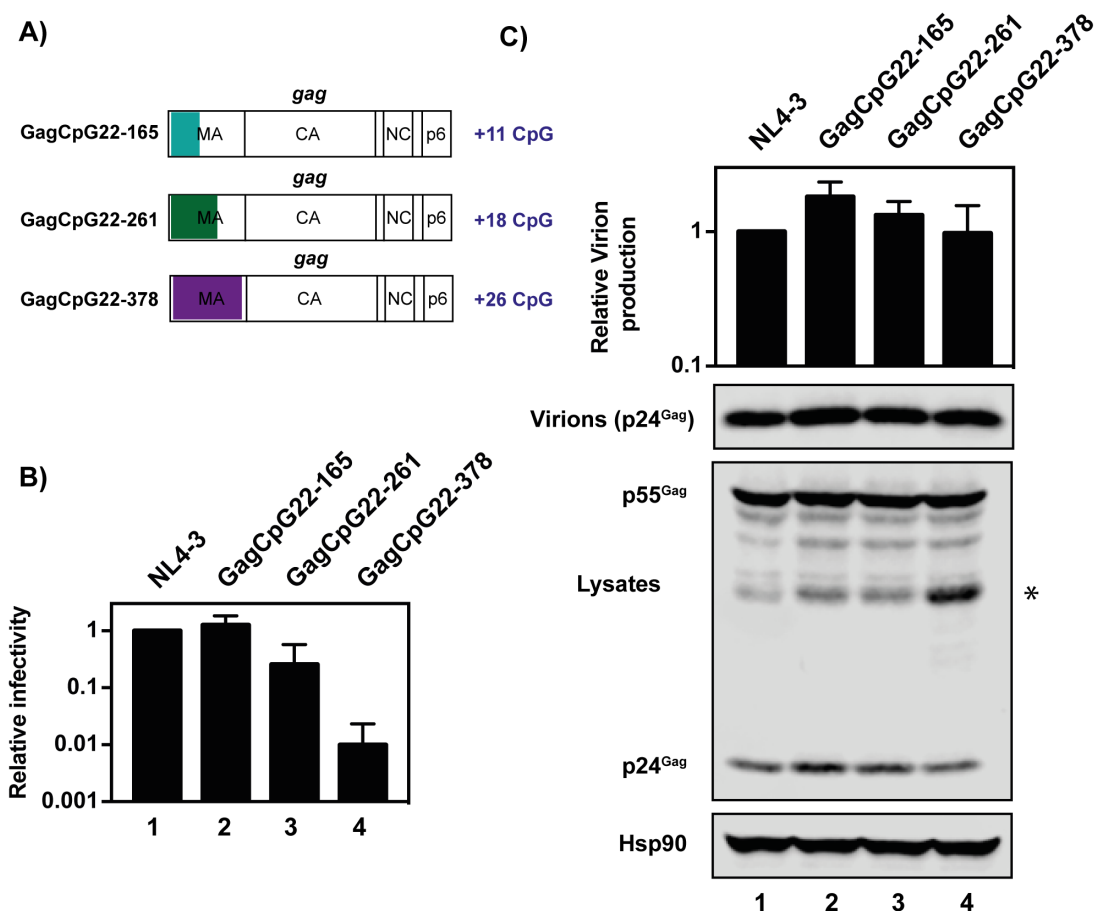 A)
gag
GagCpG22-165 MA CA NC p6 +11 CpG
gag
GagCpG22-261 MA CA NC p6 +18 CpG
gag
GagCpG22-378 MA CA NC p6 +26 CpG
B)
NL4-3
GagCpG22-165
GagCpG22-261
GagCpG22-378
Relative infectivity
1
0.1
0.01
0.001
1 2 3 4
C)
NL4-3
GagCpG22-165
GagCpG22-261
GagCpG22-378
Relative Virion
production
1
0.1
Virions (p24Gag)
p55Gag
Lysates
*
p24Gag
Hsp90
1 2 3 4